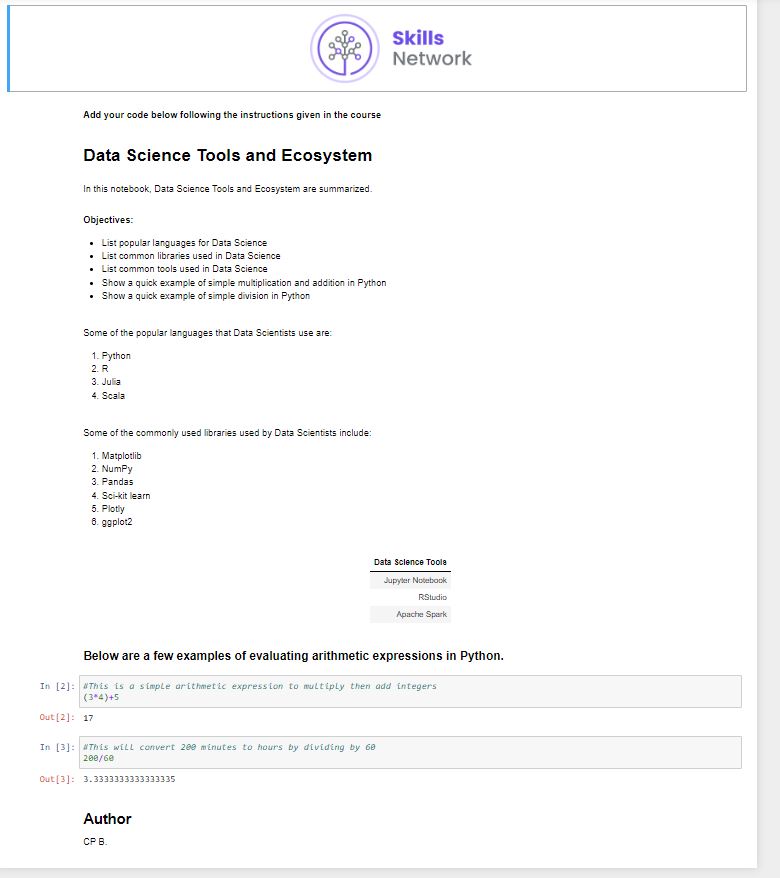 Skills
Network
Add your code below following the instructions given in the course
Data Science Tools and Ecosystem
In this notebook, Data Science Tools and Ecosystem are summarized.
Objectives:
• List popular languages for Data Science
• List common libraries used in Data Science
• List common tools used in Data Science
• Show a quick example of simple multiplication and addition in Python
• Show a quick example of simple division in Python
Some of the popular languages that Data Scientists use are:
1. Python
2. R
3. Julia
4. Scala
Some of the commonly used libraries used by Data Scientists include:
1. Matplotlib
2. NumPy
3. Pandas
4. Sci-kit learn
5. Plotly
6. ggplot2
Data Science Tools
Jupyter Notebook
RStudio
Apache Spark
Below are a few examples of evaluating arithmetic expressions in Python.
In [2]: #This is a simple arithmetic expression to multiply then add integers
(3*4)+5
Out[2]: 17
In [3]: #This will convert 200 minutes to hours by dividing by 60
200/60
Out[3]: 3.3333333333333335
Author
CP B.